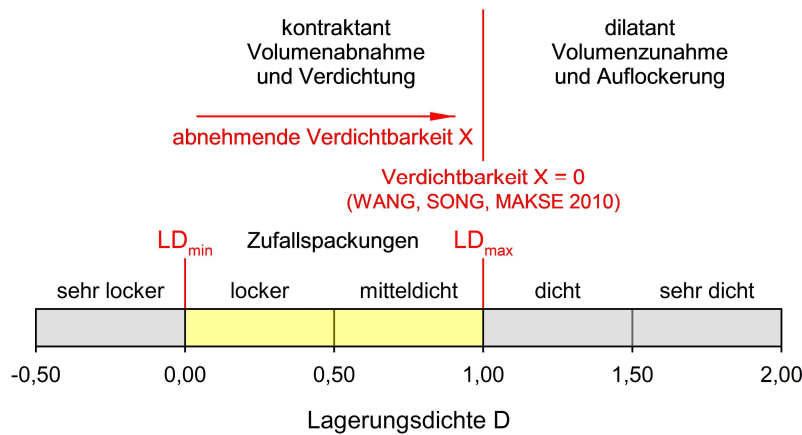 kontraktant
Volumenabnahme
und Verdichtung
dilatant
Volumenzunahme
und Auflockerung
abnehmende Verdichtbarkeit X
Verdichtbarkeit X = 0
(WANG, SONG, MAKSE 2010)
LDmin Zufallspackungen LDmax
sehr locker locker mitteldicht dicht sehr dicht
-0,50 0,00 0,50 1,00 1,50 2,00
Lagerungsdichte D